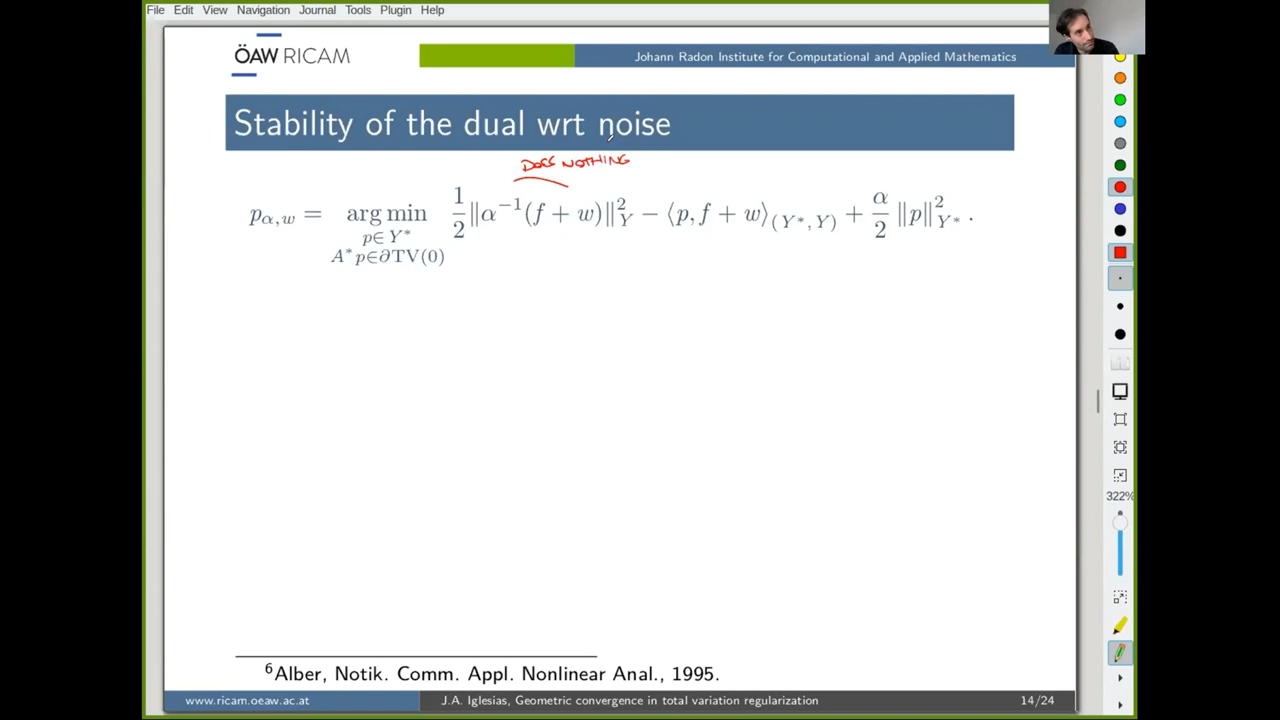 File Edit View Navigation Journal Tools Plugin Help
ÖAW RICAM
Johann Radon Institute for Computational and Applied Mathematics
Stability of the dual wrt noise
DOES NOTHING
p_{α,w} = arg min_{p∈Y* A*p∈∂TV(0)} 1/2 ‖α⁻¹(f + w)‖²_Y − ⟨p, f + w⟩_{(Y*,Y)} + α/2 ‖p‖²_{Y*} .
322%
⁶Alber, Notik. Comm. Appl. Nonlinear Anal., 1995.
www.ricam.oeaw.ac.at J.A. Iglesias, Geometric convergence in total variation regularization 14/24